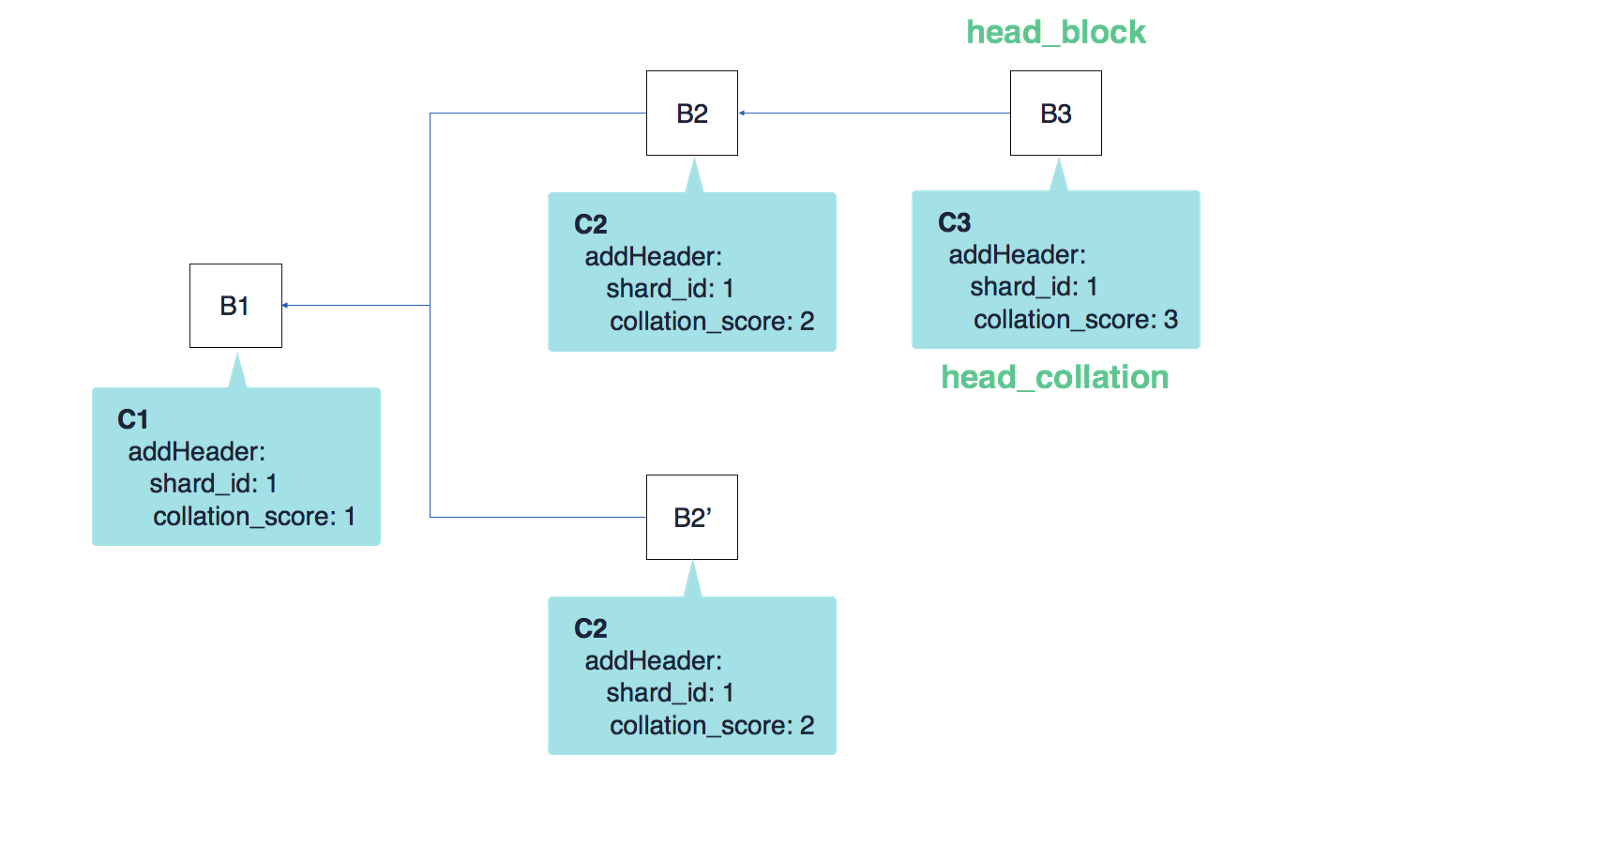 head_block
B2
B3
C2
addHeader:
shard_id: 1
collation_score: 2
C3
addHeader:
shard_id: 1
collation_score: 3
head_collation
B1
C1
addHeader:
shard_id: 1
collation_score: 1
B2’
C2
addHeader:
shard_id: 1
collation_score: 2